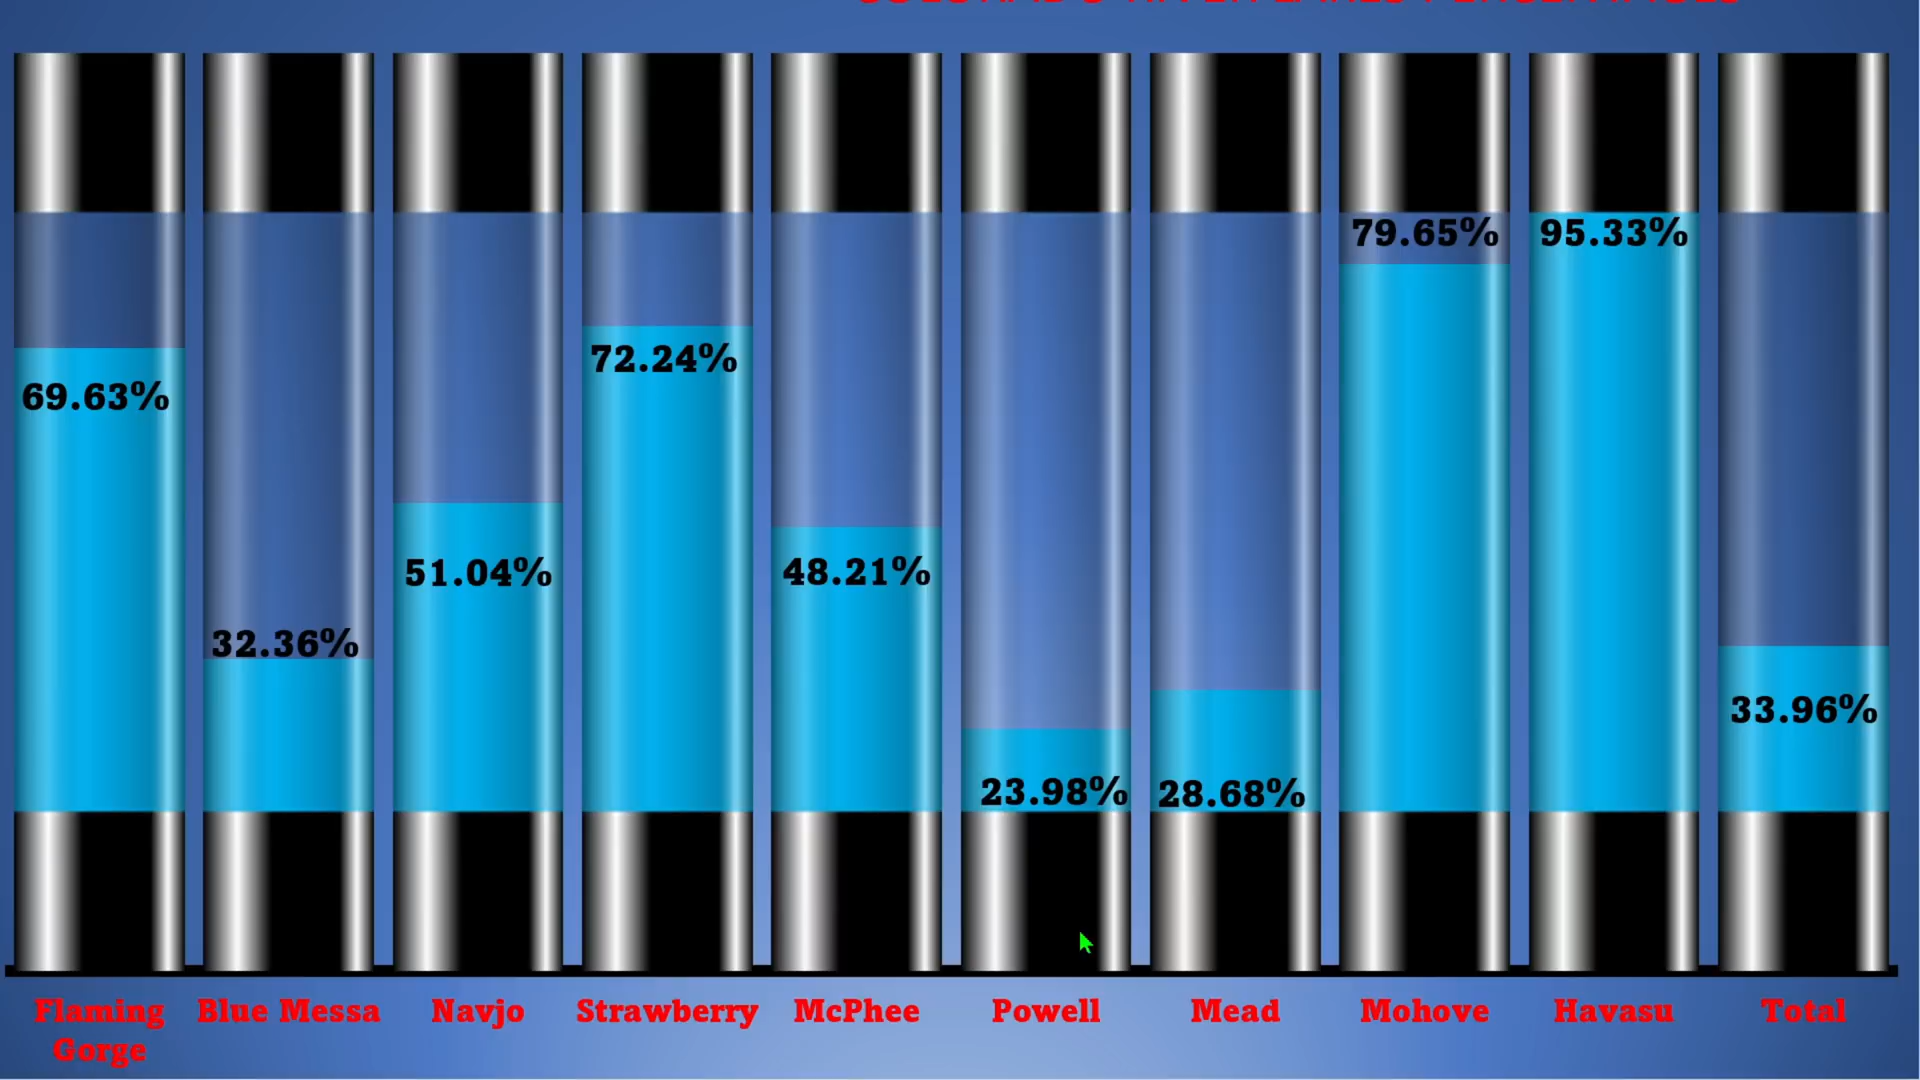 69.63%
32.36%
51.04%
72.24%
48.21%
23.98%
28.68%
79.65%
95.33%
33.96%
Flaming Gorge
Blue Messa
Navjo
Strawberry
McPhee
Powell
Mead
Mohove
Havasu
Total